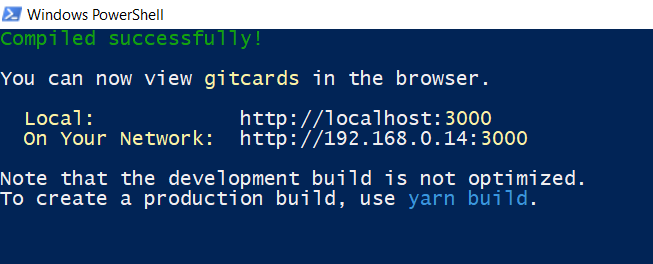 Windows PowerShell
Compiled successfully!
You can now view gitcards in the browser.
Local: http://localhost:3000
On Your Network: http://192.168.0.14:3000
Note that the development build is not optimized.
To create a production build, use yarn build.